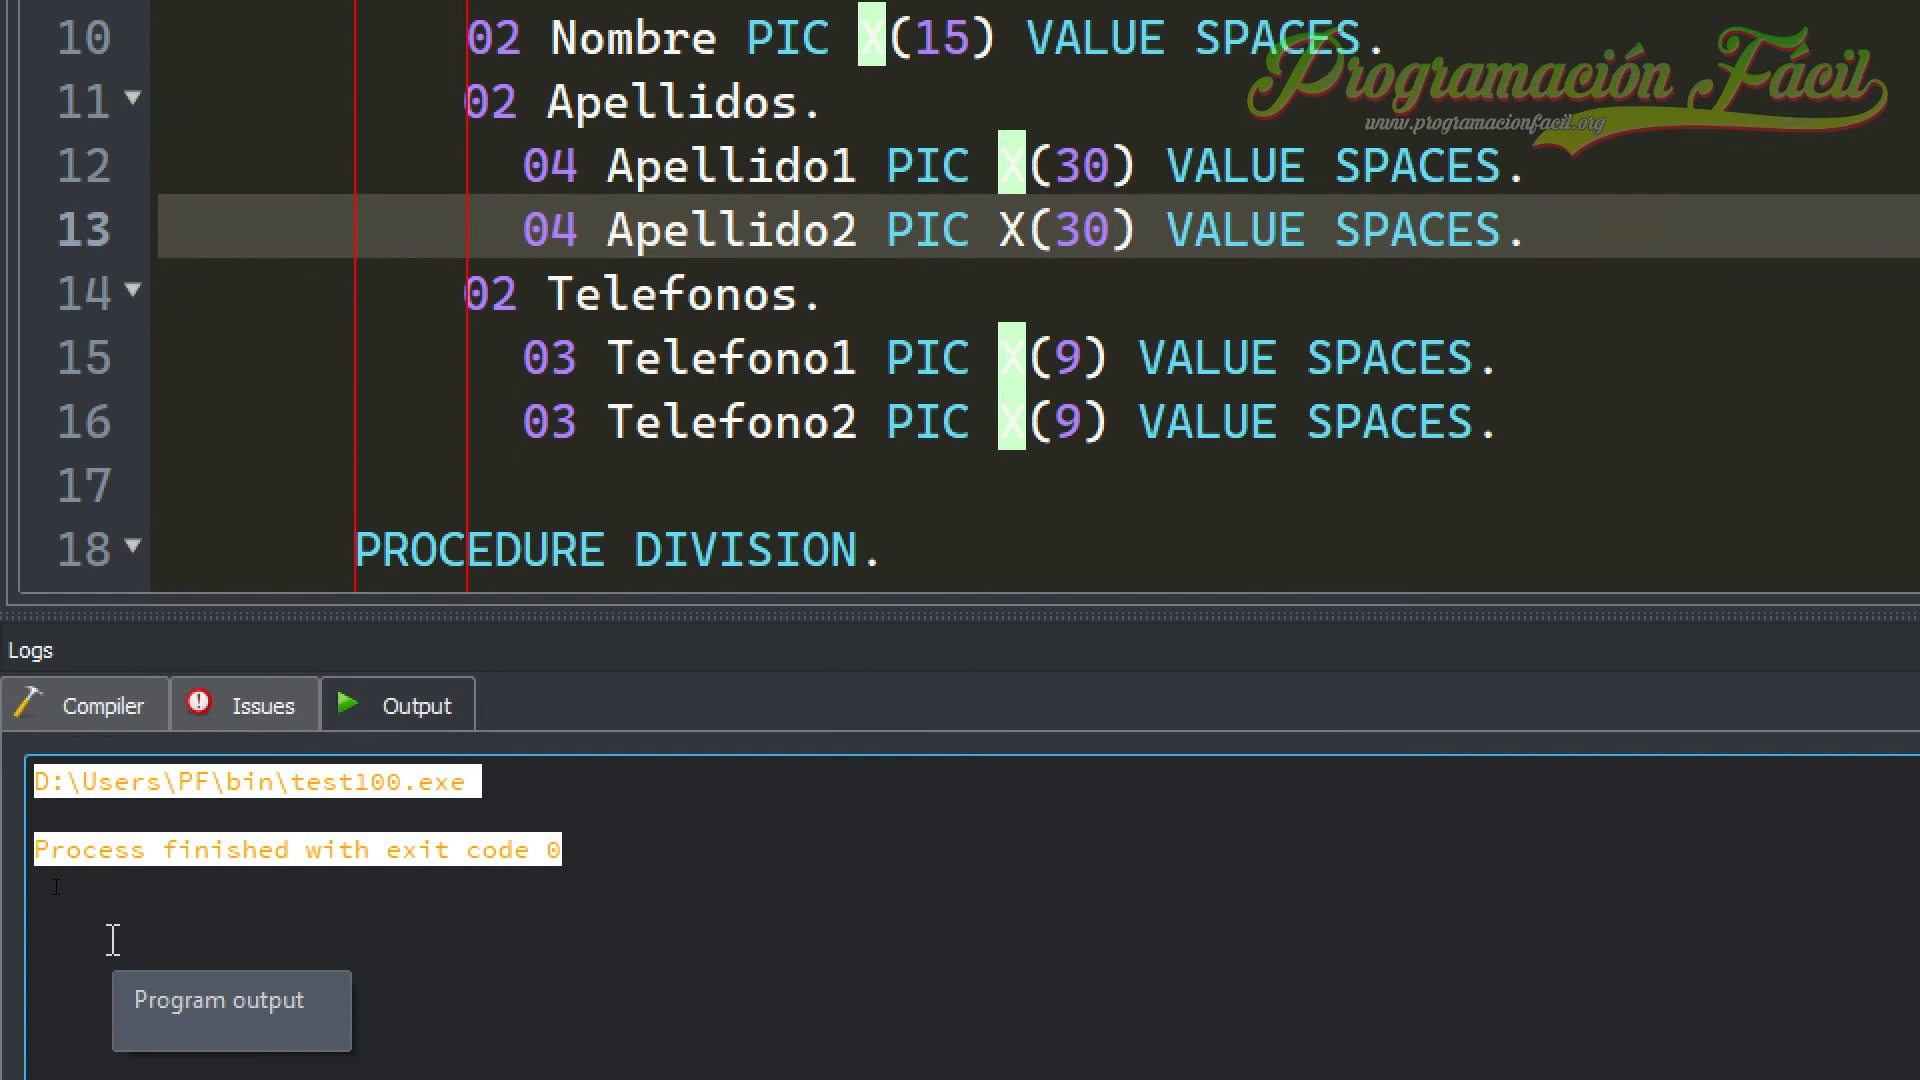 10 02 Nombre PIC X(15) VALUE SPACES.
11 02 Apellidos.
12 04 Apellido1 PIC X(30) VALUE SPACES.
13 04 Apellido2 PIC X(30) VALUE SPACES.
14 02 Telefonos.
15 03 Telefono1 PIC X(9) VALUE SPACES.
16 03 Telefono2 PIC X(9) VALUE SPACES.
17
18 PROCEDURE DIVISION.
Programación Fácil
www.programacionfacil.org
Logs
Compiler Issues Output
D:\Users\PF\bin\test100.exe
Process finished with exit code 0
Program output